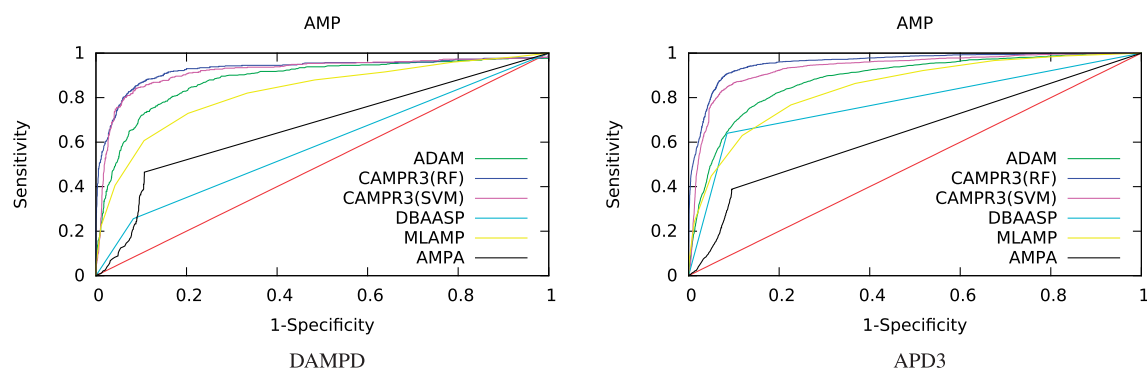 AMP
1
0.8
0.6
0.4
0.2
0
Sensitivity
ADAM
CAMPR3(RF)
CAMPR3(SVM)
DBAASP
MLAMP
AMPA
0 0.2 0.4 0.6 0.8 1
1-Specificity
DAMPD
AMP
1
0.8
0.6
0.4
0.2
0
Sensitivity
ADAM
CAMPR3(RF)
CAMPR3(SVM)
DBAASP
MLAMP
AMPA
0 0.2 0.4 0.6 0.8 1
1-Specificity
APD3